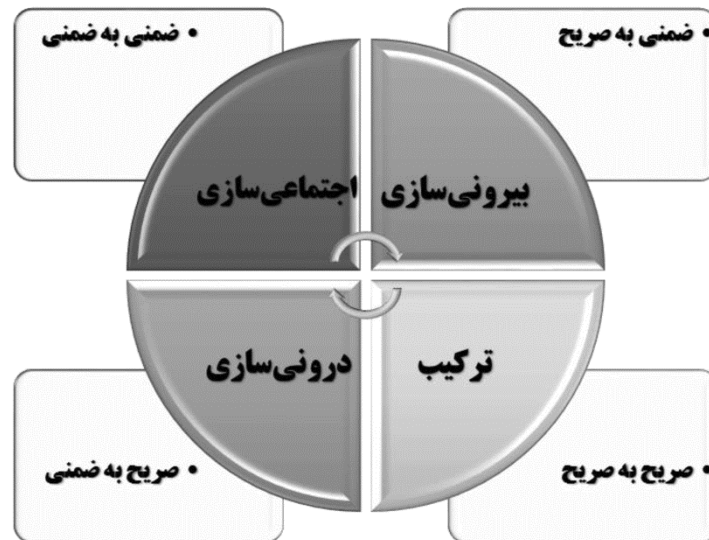 ضمنی به صریح
ضمنی به ضمنی
بیرونی‌سازی
اجتماعی‌سازی
ترکیب
درونی‌سازی
صریح به صریح
صریح به ضمنی